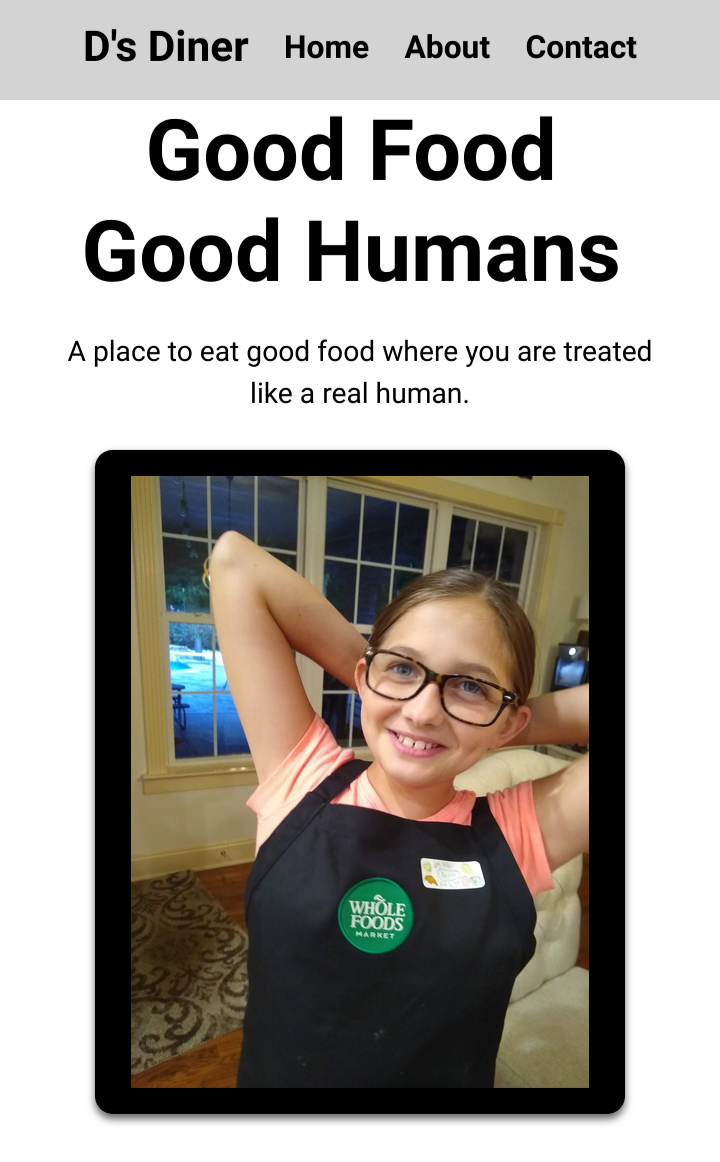 D's Diner Home About Contact
Good Food
Good Humans
A place to eat good food where you are treated
like a real human.
WHOLE
FOODS
MARKET